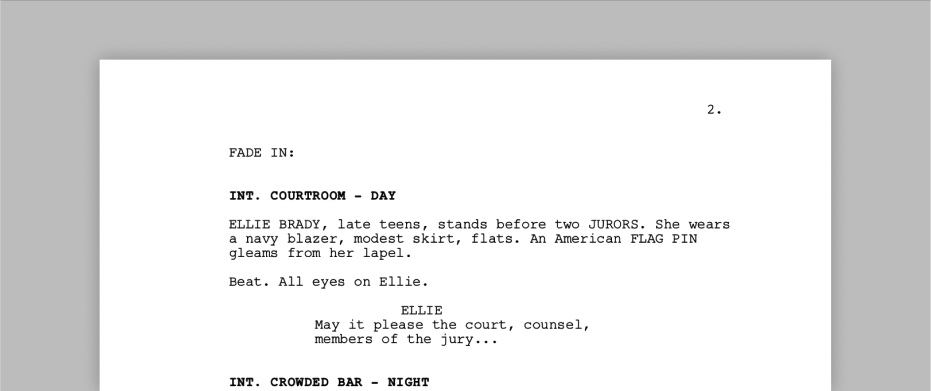 2.
FADE IN:
INT. COURTROOM - DAY
ELLIE BRADY, late teens, stands before two JURORS. She wears
a navy blazer, modest skirt, flats. An American FLAG PIN
gleams from her lapel.
Beat. All eyes on Ellie.
ELLIE
May it please the court, counsel,
members of the jury...
INT. CROWDED BAR - NIGHT